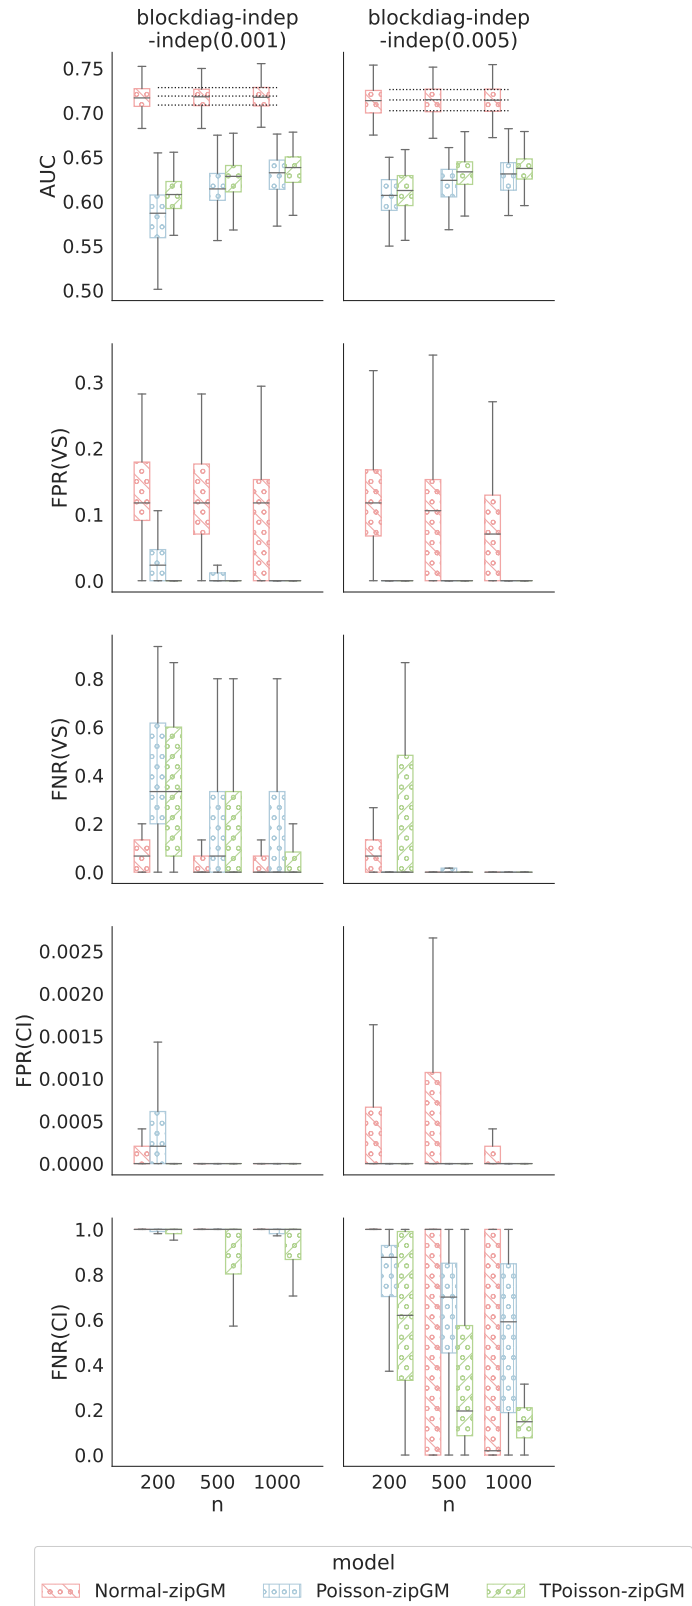 blockdiag-indep
-indep(0.001)
blockdiag-indep
-indep(0.005)
AUC
0.75
0.70
0.65
0.60
0.55
0.50
FPR(VS)
0.3
0.2
0.1
0.0
FNR(VS)
0.8
0.6
0.4
0.2
0.0
FPR(CI)
0.0025
0.0020
0.0015
0.0010
0.0005
0.0000
FNR(CI)
1.0
0.8
0.6
0.4
0.2
0.0
200 500 1000
n
200 500 1000
n
model
Normal-zipGM Poisson-zipGM TPoisson-zipGM